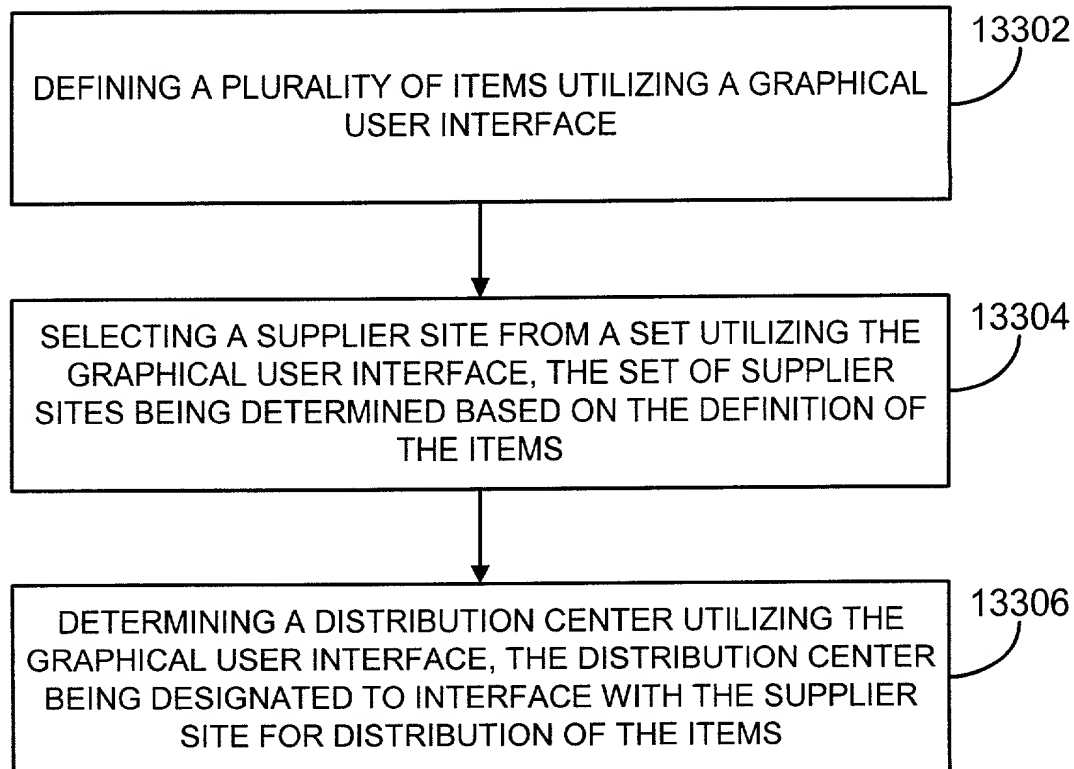 13302
DEFINING A PLURALITY OF ITEMS UTILIZING A GRAPHICAL
USER INTERFACE
13304
SELECTING A SUPPLIER SITE FROM A SET UTILIZING THE
GRAPHICAL USER INTERFACE, THE SET OF SUPPLIER
SITES BEING DETERMINED BASED ON THE DEFINITION OF
THE ITEMS
13306
DETERMINING A DISTRIBUTION CENTER UTILIZING THE
GRAPHICAL USER INTERFACE, THE DISTRIBUTION CENTER
BEING DESIGNATED TO INTERFACE WITH THE SUPPLIER
SITE FOR DISTRIBUTION OF THE ITEMS